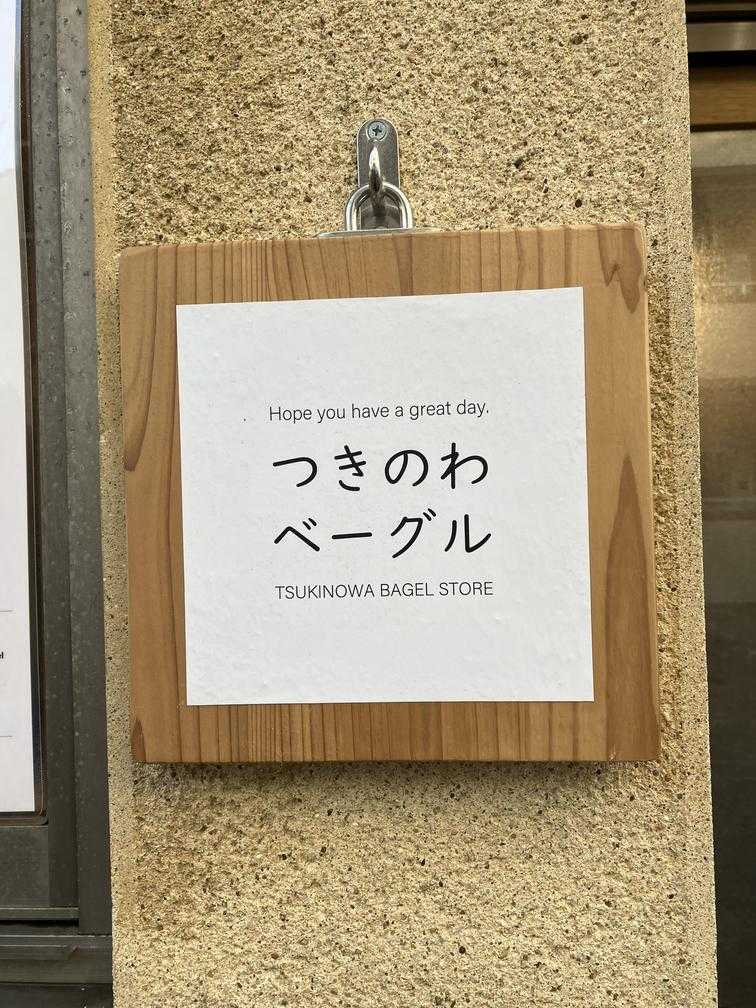 Hope you have a great day.
つきのわ
ベーグル
TSUKINOWA BAGEL STORE